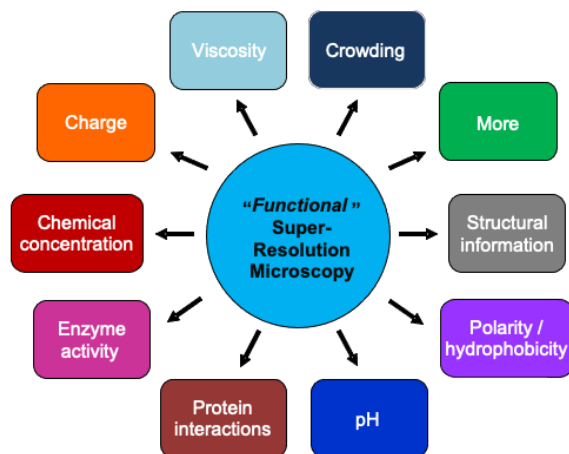 Viscosity
Crowding
Charge
More
Chemical
concentration
"Functional"
Super-
Resolution
Microscopy
Structural
information
Enzyme
activity
Polarity /
hydrophobicity
Protein
interactions
pH